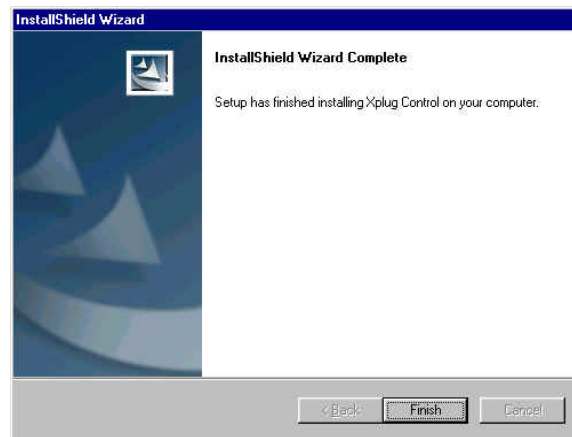 InstallShield Wizard
InstallShield Wizard Complete
Setup has finished installing Xplug Control on your computer.
< Back
Finish
Cancel